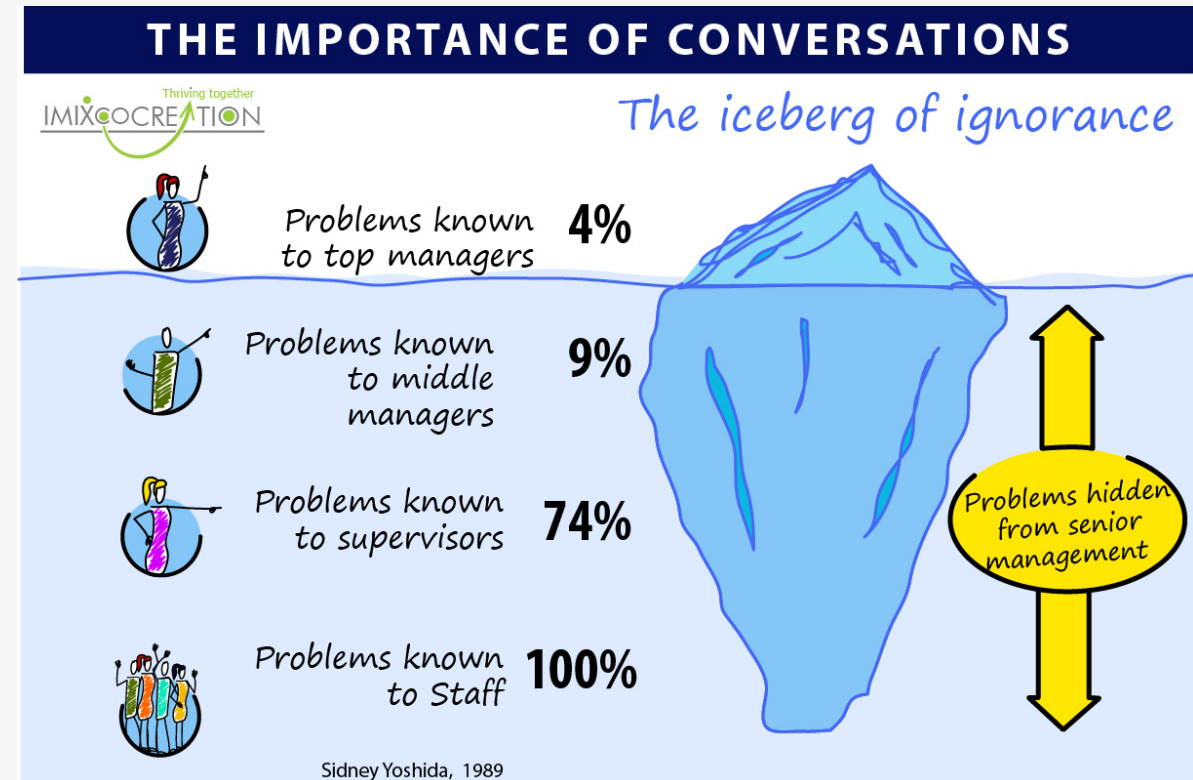 THE IMPORTANCE OF CONVERSATIONS
Thriving together
IMIXCOCREATION
The iceberg of ignorance
Problems known
to top managers
4%
Problems known
to middle
managers
9%
Problems known
to supervisors
74%
Problems known
to Staff
100%
Problems hidden
from senior
management
Sidney Yoshida, 1989